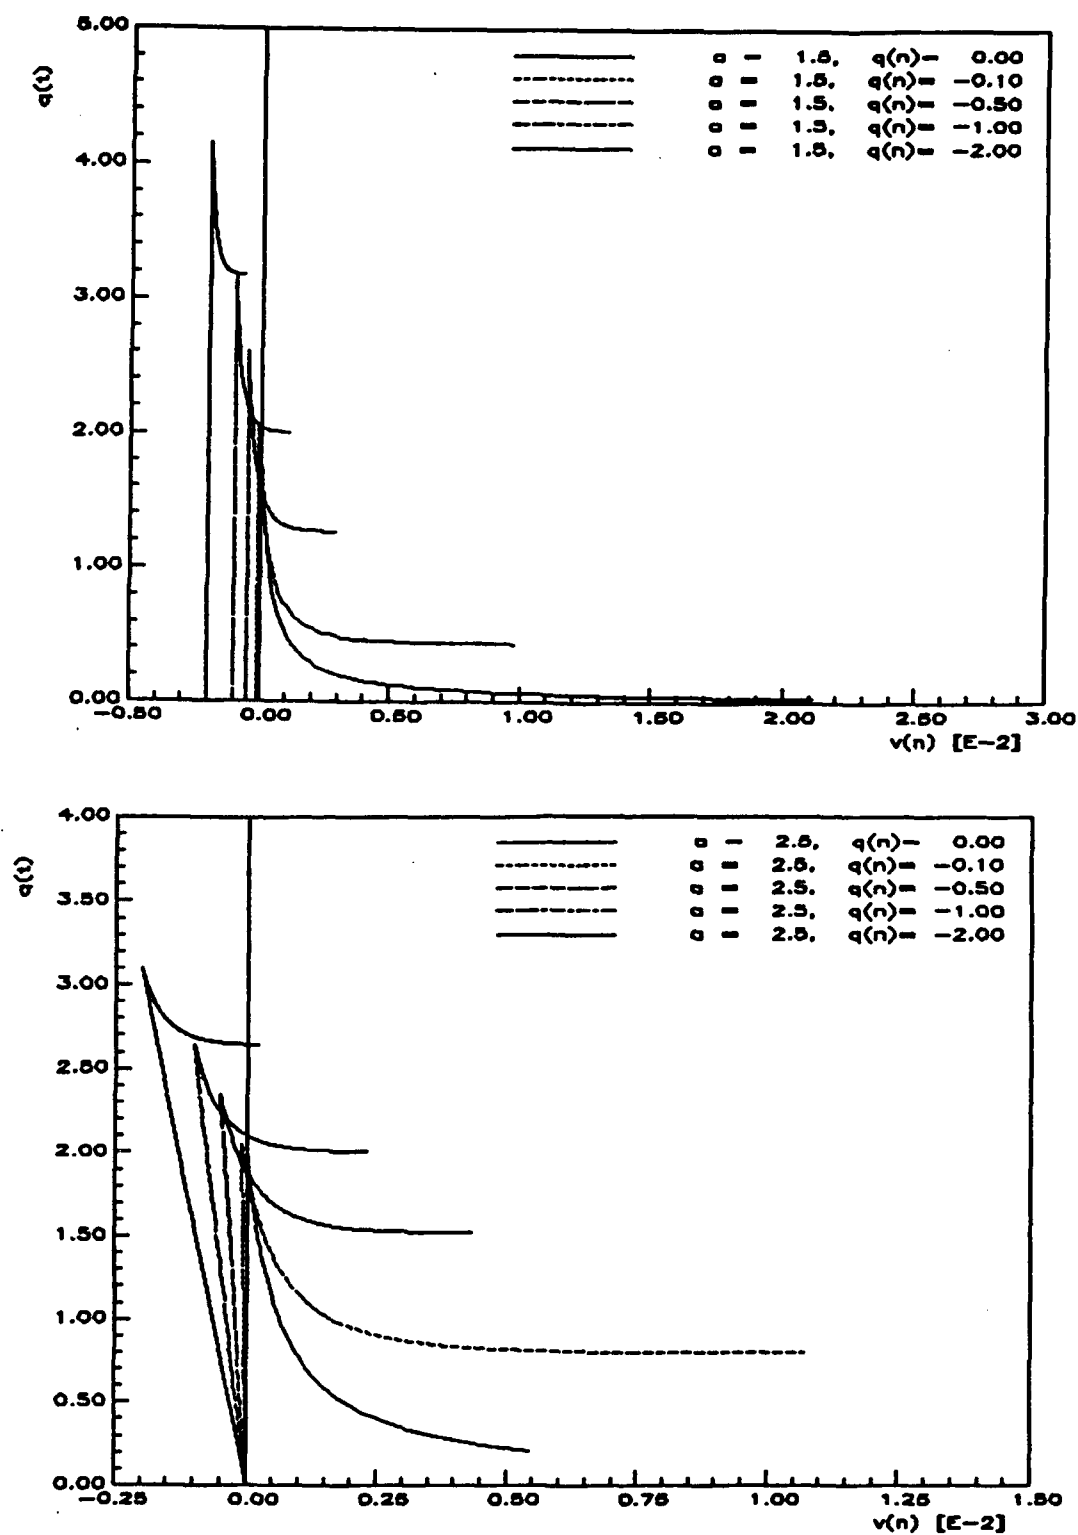 5.00
q(t)
4.00
3.00
2.00
1.00
0.00
-0.50 0.00 0.50 1.00 1.50 2.00 2.50 3.00
v(n) [E-2]
a = 1.5, q(n)= 0.00
a = 1.5, q(n)= -0.10
a = 1.5, q(n)= -0.50
a = 1.5, q(n)= -1.00
a = 1.5, q(n)= -2.00
4.00
q(t)
3.50
3.00
2.50
2.00
1.50
1.00
0.50
0.00
-0.25 0.00 0.25 0.50 0.75 1.00 1.25 1.50
v(n) [E-2]
a = 2.5, q(n)= 0.00
a = 2.5, q(n)= -0.10
a = 2.5, q(n)= -0.50
a = 2.5, q(n)= -1.00
a = 2.5, q(n)= -2.00